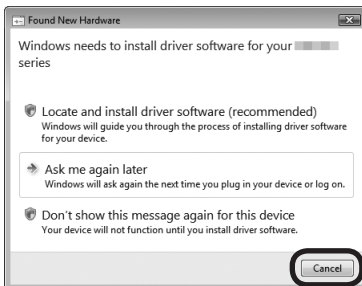 Found New Hardware
Windows needs to install driver software for your
series
Locate and install driver software (recommended)
Windows will guide you through the process of installing driver software
for your device.
Ask me again later
Windows will ask again the next time you plug in your device or log on.
Don't show this message again for this device
Your device will not function until you install driver software.
Cancel